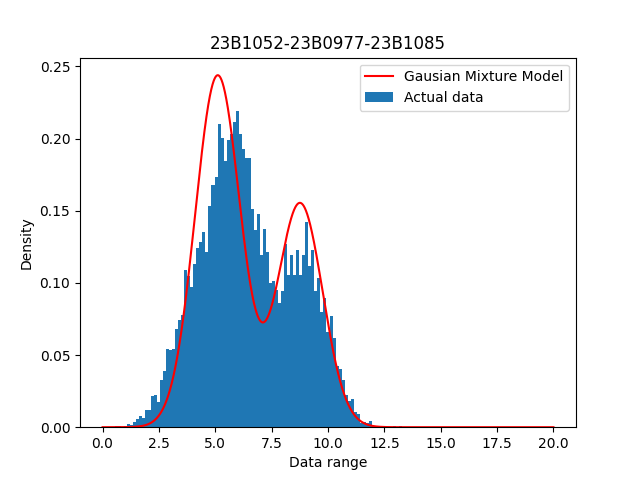 23B1052-23B0977-23B1085
Gausian Mixture Model
Actual data
0.25
0.20
0.15
0.10
0.05
0.00
Density
0.0 2.5 5.0 7.5 10.0 12.5 15.0 17.5 20.0
Data range